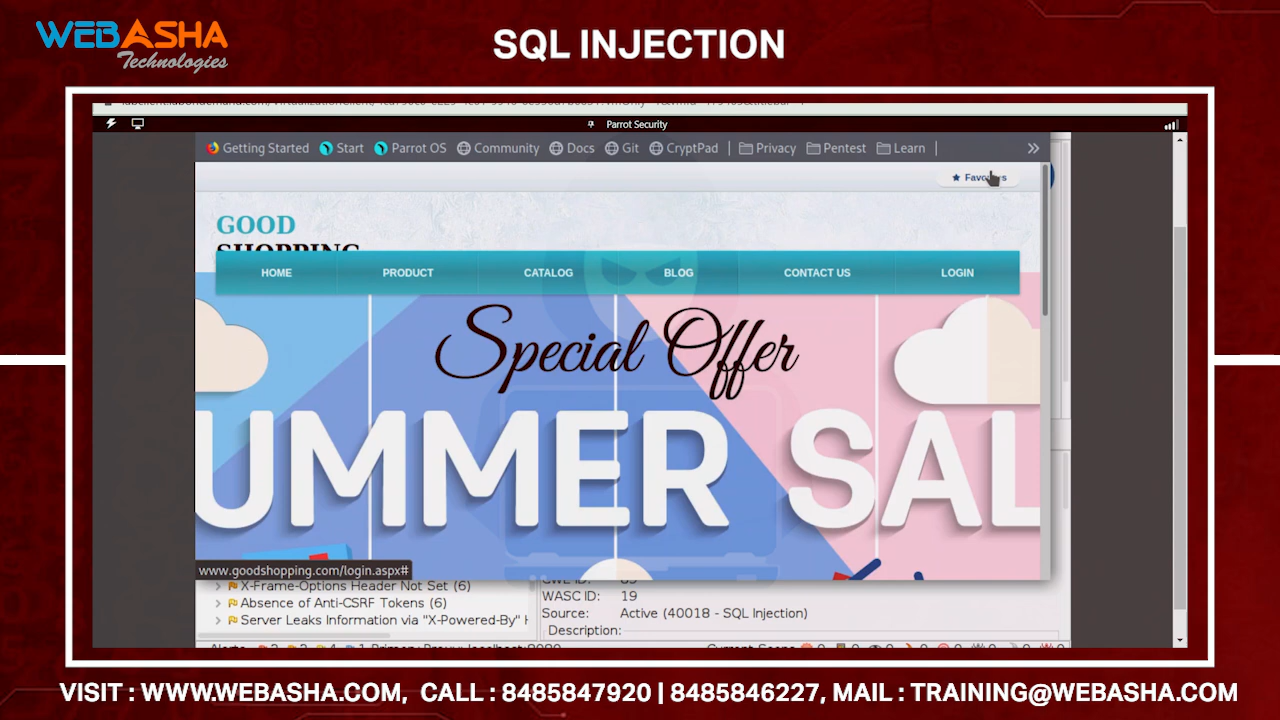 WEBASHA
Technologies
SQL INJECTION
Parrot Security
Getting Started Start Parrot OS Community Docs Git CryptPad Privacy Pentest Learn
GOOD
SHOPPING
HOME PRODUCT CATALOG BLOG CONTACT US LOGIN
Special Offer
UMMER SAL
www.goodshopping.com/login.aspx#
X-Frame-Options Header Not Set (6)
CWE ID:
Absence of Anti-CSRF Tokens (6)
WASC ID: 19
Server Leaks Information via "X-Powered-By" H
Source: Active (40018 - SQL Injection)
Description:
VISIT : WWW.WEBASHA.COM, CALL : 8485847920 | 8485846227, MAIL : TRAINING@WEBASHA.COM